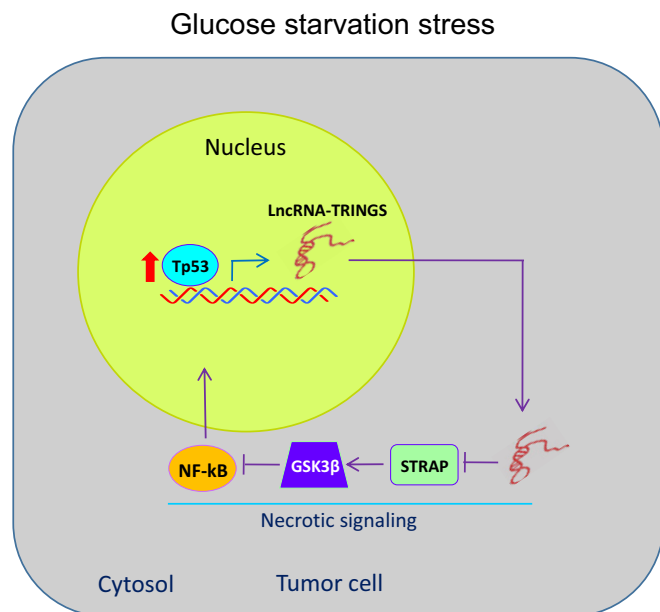 Glucose starvation stress
Nucleus
LncRNA-TRINGS
Tp53
NF-kB
GSK3β
STRAP
Necrotic signaling
Cytosol
Tumor cell